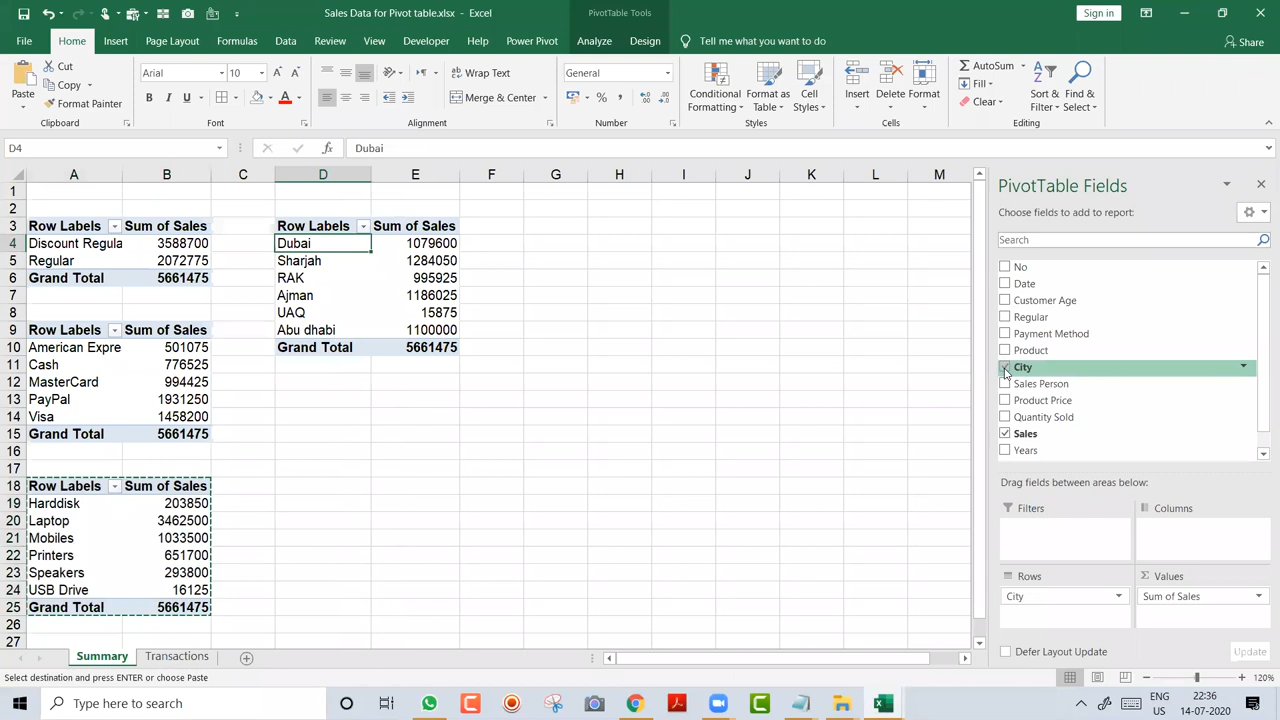 Sales Data for Pivot table.xlsx - Excel
PivotTable Tools
Sign in
File Home Insert Page Layout Formulas Data Review View Developer Help Power Pivot Analyze Design Tell me what you want to do Share
Paste
Cut
Copy
Format Painter
Clipboard
Arial 10
B I U
Font
Wrap Text
Merge & Center
Alignment
General
Number
Conditional Formatting
Format as Table
Cell Styles
Styles
Insert Delete Format
Cells
AutoSum
Fill
Clear
Sort & Filter
Find & Select
Editing
D4
fx
Dubai
A B C D E F G H I J K L M
1
2
3 Row Labels Sum of Sales Row Labels Sum of Sales
4 Discount Regula 3588700 Dubai 1079600
5 Regular 2072775 Sharjah 1284050
6 Grand Total 5661475 RAK 995925
7 Ajman 1186025
8 UAQ 15875
9 Row Labels Sum of Sales Abu dhabi 1100000
10 American Expre 501075 Grand Total 5661475
11 Cash 776525
12 MasterCard 994425
13 PayPal 1931250
14 Visa 1458200
15 Grand Total 5661475
16
17
18 Row Labels Sum of Sales
19 Harddisk 203850
20 Laptop 3462500
21 Mobiles 1033500
22 Printers 651700
23 Speakers 293800
24 USB Drive 16125
25 Grand Total 5661475
26
27
PivotTable Fields
Choose fields to add to report:
Search
No
Date
Customer Age
Regular
Payment Method
Product
City
Sales Person
Product Price
Quantity Sold
Sales
Years
Drag fields between areas below:
Filters Columns
Rows Σ Values
City Sum of Sales
Defer Layout Update Update
Summary Transactions
Select destination and press ENTER or choose Paste
120%
Type here to search
ENG
US
22:36
14-07-2020